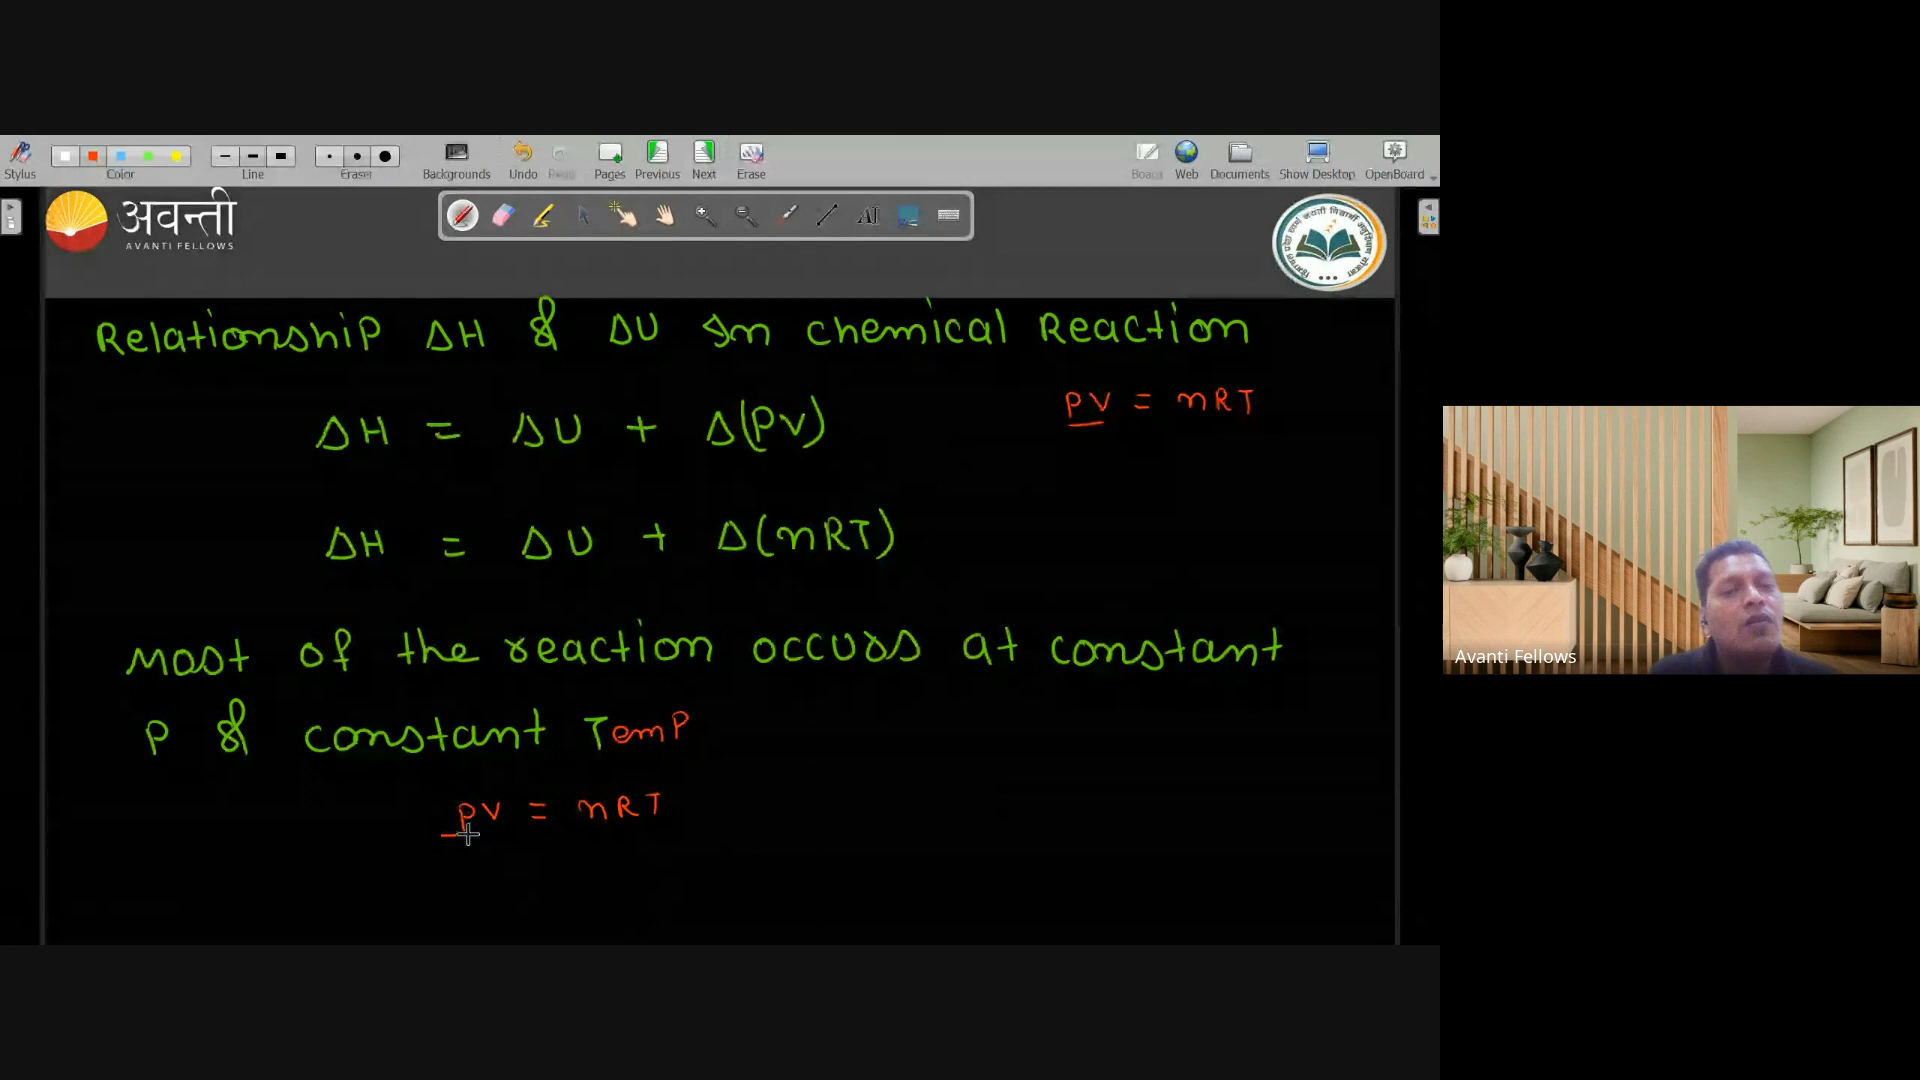 Stylus
Color
Line
Eraser
Backgrounds
Undo
Redo
Pages
Previous
Next
Erase
Board
Web
Documents
Show Desktop
OpenBoard
अवन्ती
AVANTI FELLOWS
Relationship ΔH & ΔU In chemical Reaction
PV = nRT
ΔH = ΔU + Δ(PV)
ΔH = ΔU + Δ(nRT)
Most of the reaction occurs at constant
P & constant Temp
PV = nRT
Avanti Fellows